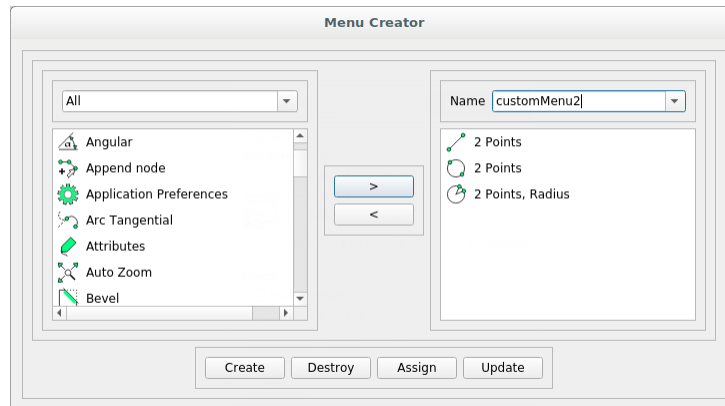 Menu Creator
All
Angular
Append node
Application Preferences
Arc Tangential
Attributes
Auto Zoom
Bevel
>
<
Name customMenu2
2 Points
2 Points
2 Points, Radius
Create Destroy Assign Update